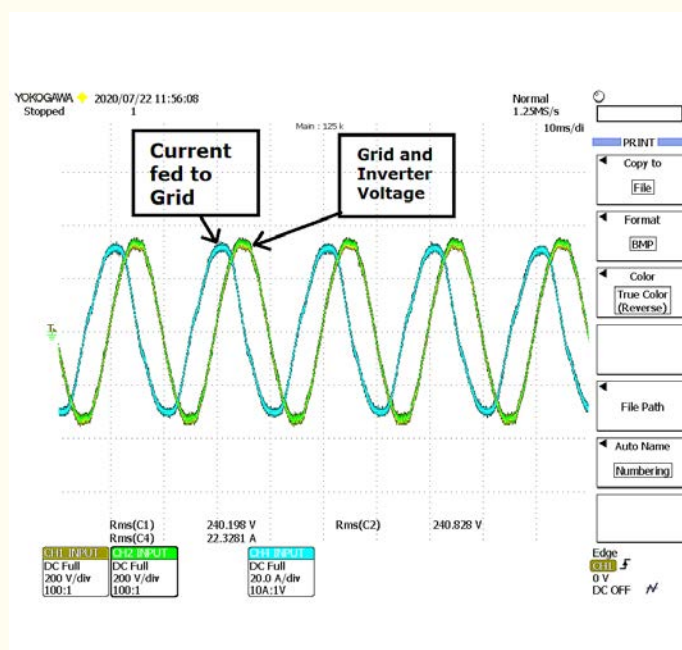 YOKOGAWA 2020/07/22 11:56:08
Stopped 1
Normal
1.25MS/s
10ms/di
Main : 125 k
Current
fed to
Grid
Grid and
Inverter
Voltage
PRINT
Copy to
File
Format
BMP
Color
True Color
(Reverse)
File Path
Auto Name
Numbering
Rms(C1) 240.198 V Rms(C2) 240.828 V
Rms(C4) 22.3281 A
CH1 INPUT
DC Full
200 V/div
100:1
CH2 INPUT
DC Full
200 V/div
100:1
CH4 INPUT
DC Full
20.0 A/div
10A:1V
Edge
CH1
0 V
DC OFF